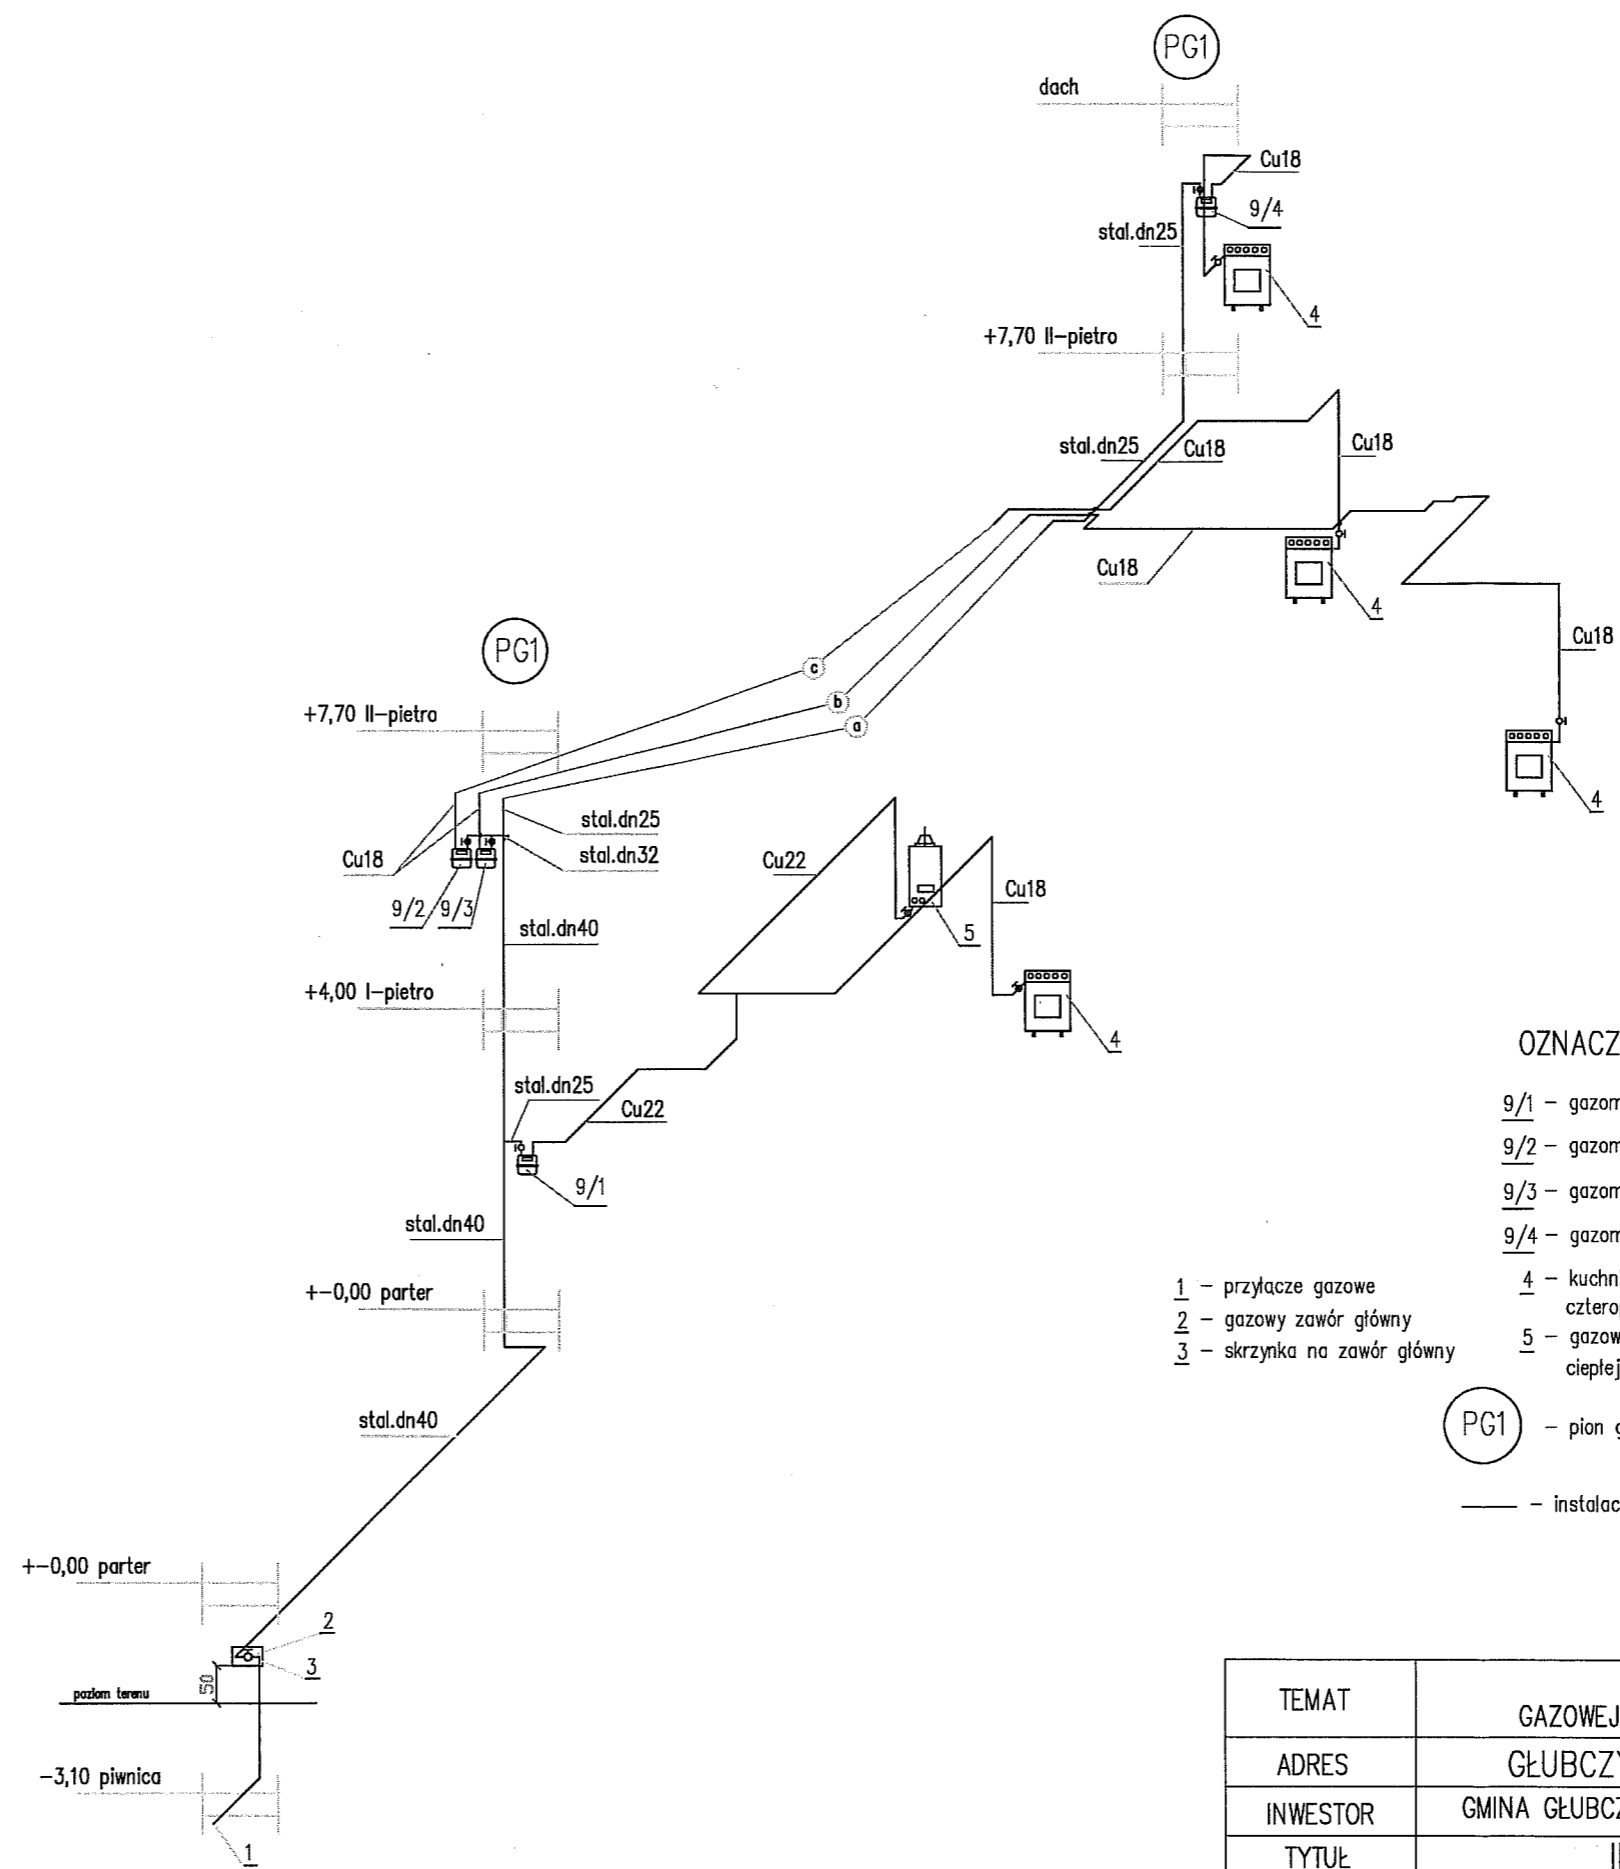 PG1
dach
Cu18
9/4
stal.dn25
4
+7,70 II-pietro
stal.dn25
Cu18
Cu18
Cu18
4
Cu18
4
PG1
c
b
a
+7,70 II-pietro
stal.dn25
stal.dn32
Cu18
9/2
9/3
stal.dn40
Cu22
Cu18
5
4
+4,00 I-pietro
stal.dn25
Cu22
9/1
stal.dn40
+-0,00 parter
stal.dn40
+-0,00 parter
2
3
50
poziom terenu
-3,10 piwnica
1
1 - przyłącze gazowe
2 - gazowy zawór główny
3 - skrzynka na zawór główny
OZNACZ
9/1 - gazom
9/2 - gazom
9/3 - gazom
9/4 - gazom
4 - kuchni
cztero
5 - gazow
ciepłej
PG1 - pion g
- instalac
TEMAT
GAZOWEJ
ADRES
GŁUBCZY
INWESTOR
GMINA GŁUBCZ
TYTUŁ